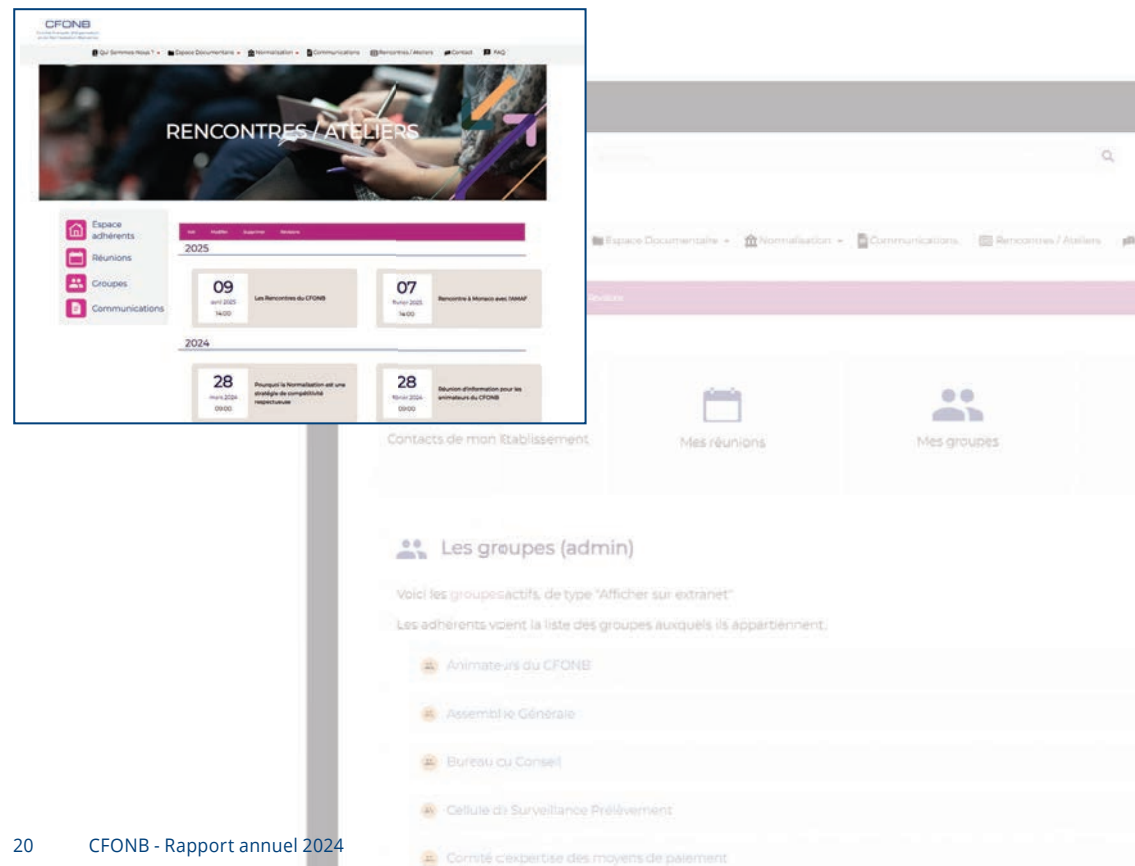 CFONB
Qui Sommes Nous ? Espace Documentaire Normalisation Communications Rencontres / Ateliers Contact FAQ
RENCONTRES / ATELIERS
Espace
adhérents
Réunions
Groupes
Communications
Voir Modifier Supprimer Révisions
2025
09
avril 2025
14:00
Les Rencontres du CFONB
07
février 2025
14:00
Rencontre à Monaco avec l'AMAF
2024
28
mars 2024
09:00
Pourquoi la Normalisation est une
stratégie de compétitivité
respectueuse
28
février 2024
09:00
Réunion d'information pour les
animateurs du CFONB
Espace Documentaire Normalisation Communications Rencontres / Ateliers
Révisions
Contacts de mon Etablissement
Mes réunions
Mes groupes
Les groupes (admin)
Voici les groupes actifs, de type "Afficher sur extranet"
Les adhérents voient la liste des groupes auxquels ils appartiennent.
Animateurs du CFONB
Assemblée Générale
Bureau du Conseil
Cellule de Surveillance Prélèvement
Comité d'expertise des moyens de paiement
20 CFONB - Rapport annuel 2024